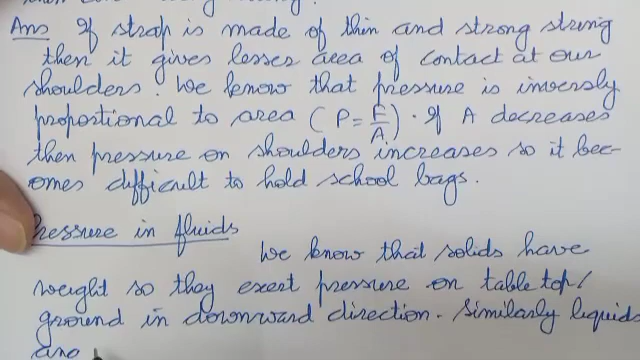 Ans If strap is made of thin and strong string
then it gives lesser area of contact at our
shoulders. We know that pressure is inversly
proportional to area (P = F/A). If A decreases
then pressure on shoulders increases so it bec-
omes difficult to hold school bags.
Pressure in fluids
We know that solids have
weight so they exert pressure on table top/
ground in downward direction. Similarly liquids
and